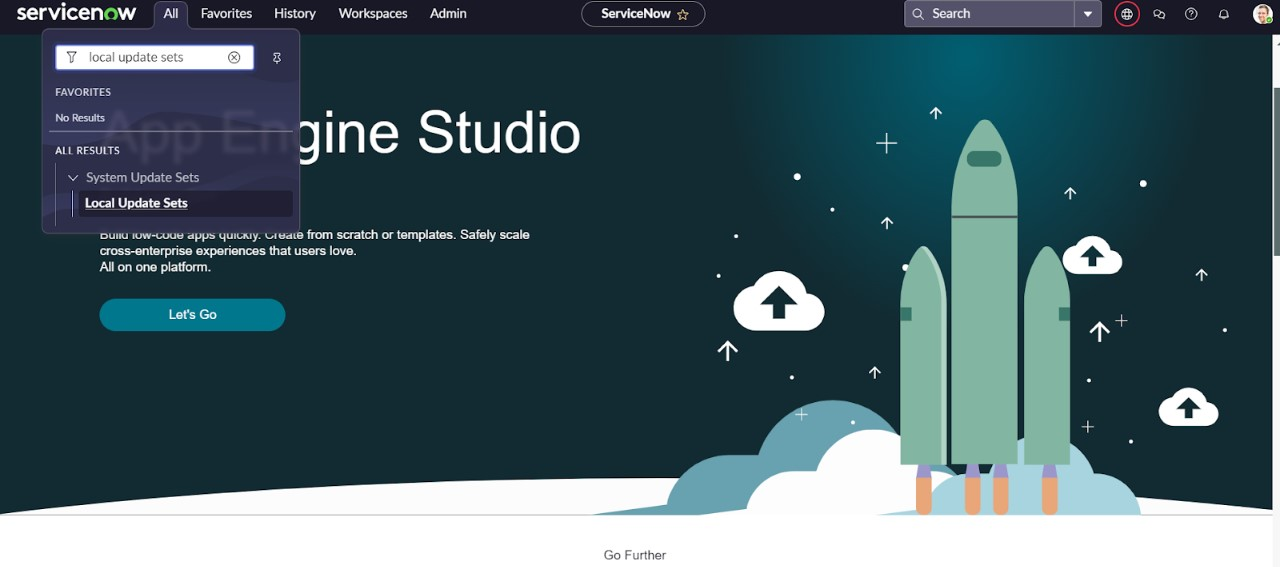 servicenow
All
Favorites
History
Workspaces
Admin
ServiceNow
Search
local update sets
FAVORITES
No Results
App Engine Studio
ALL RESULTS
System Update Sets
Local Update Sets
Build low-code apps quickly. Create from scratch or templates. Safely scale
cross-enterprise experiences that users love.
All on one platform.
Let's Go
Go Further